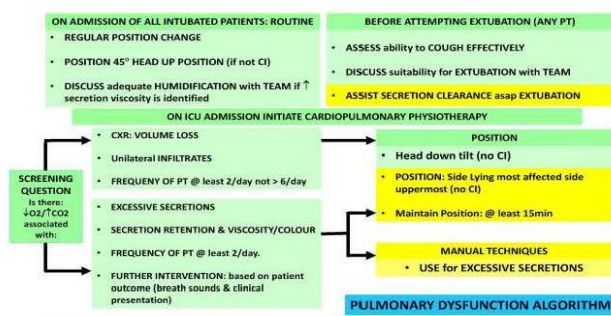 ON ADMISSION OF ALL INTUBATED PATIENTS: ROUTINE
• REGULAR POSITION CHANGE
• POSITION 45° HEAD UP POSITION (if not CI)
• DISCUSS adequate HUMIDIFICATION with TEAM if ↑
secretion viscosity is identified
BEFORE ATTEMPTING EXTUBATION (ANY PT)
• ASSESS ability to COUGH EFFECTIVELY
• DISCUSS suitability for EXTUBATION with TEAM
• ASSIST SECRETION CLEARANCE asap EXTUBATION
ON ICU ADMISSION INITIATE CARDIOPULMONARY PHYSIOTHERAPY
SCREENING
QUESTION
Is there:
↓O2/↑CO2
associated
with:
• CXR: VOLUME LOSS
• Unilateral INFILTRATES
• FREQUENY OF PT @ least 2/day not > 6/day
• EXCESSIVE SECRETIONS
• SECRETION RETENTION & VISCOSITY/COLOUR
• FREQUENCY OF PT @ least 2/day.
• FURTHER INTERVENTION: based on patient
outcome (breath sounds & clinical
presentation)
POSITION
• Head down tilt (no CI)
• POSITION: Side Lying most affected side
uppermost (no CI)
• Maintain Position: @ least 15min
MANUAL TECHNIQUES
• USE for EXCESSIVE SECRETIONS
PULMONARY DYSFUNCTION ALGORITHM